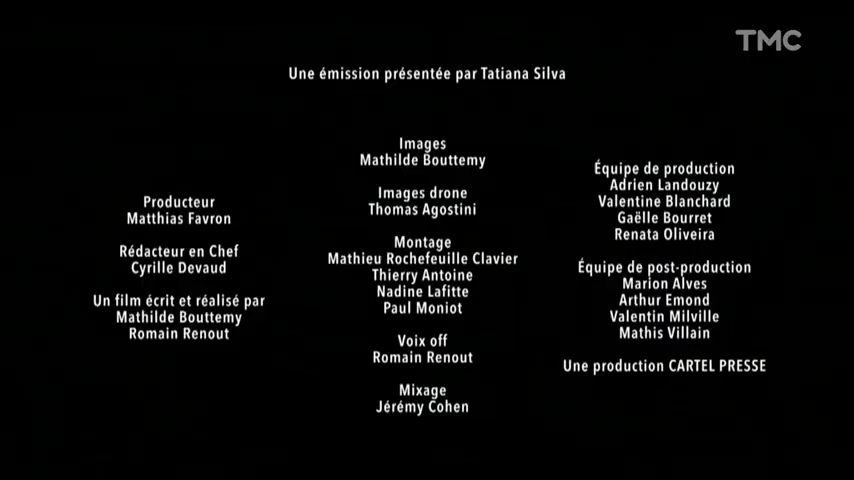 TMC
Une émission présentée par Tatiana Silva
Producteur
Matthias Favron
Rédacteur en Chef
Cyrille Devaud
Un film écrit et réalisé par
Mathilde Bouttemy
Romain Renout
Images
Mathilde Bouttemy
Images drone
Thomas Agostini
Montage
Mathieu Rochefeuille Clavier
Thierry Antoine
Nadine Lafitte
Paul Moniot
Voix off
Romain Renout
Mixage
Jérémy Cohen
Équipe de production
Adrien Landouzy
Valentine Blanchard
Gaëlle Bourret
Renata Oliveira
Équipe de post-production
Marion Alves
Arthur Emond
Valentin Milville
Mathis Villain
Une production CARTEL PRESSE